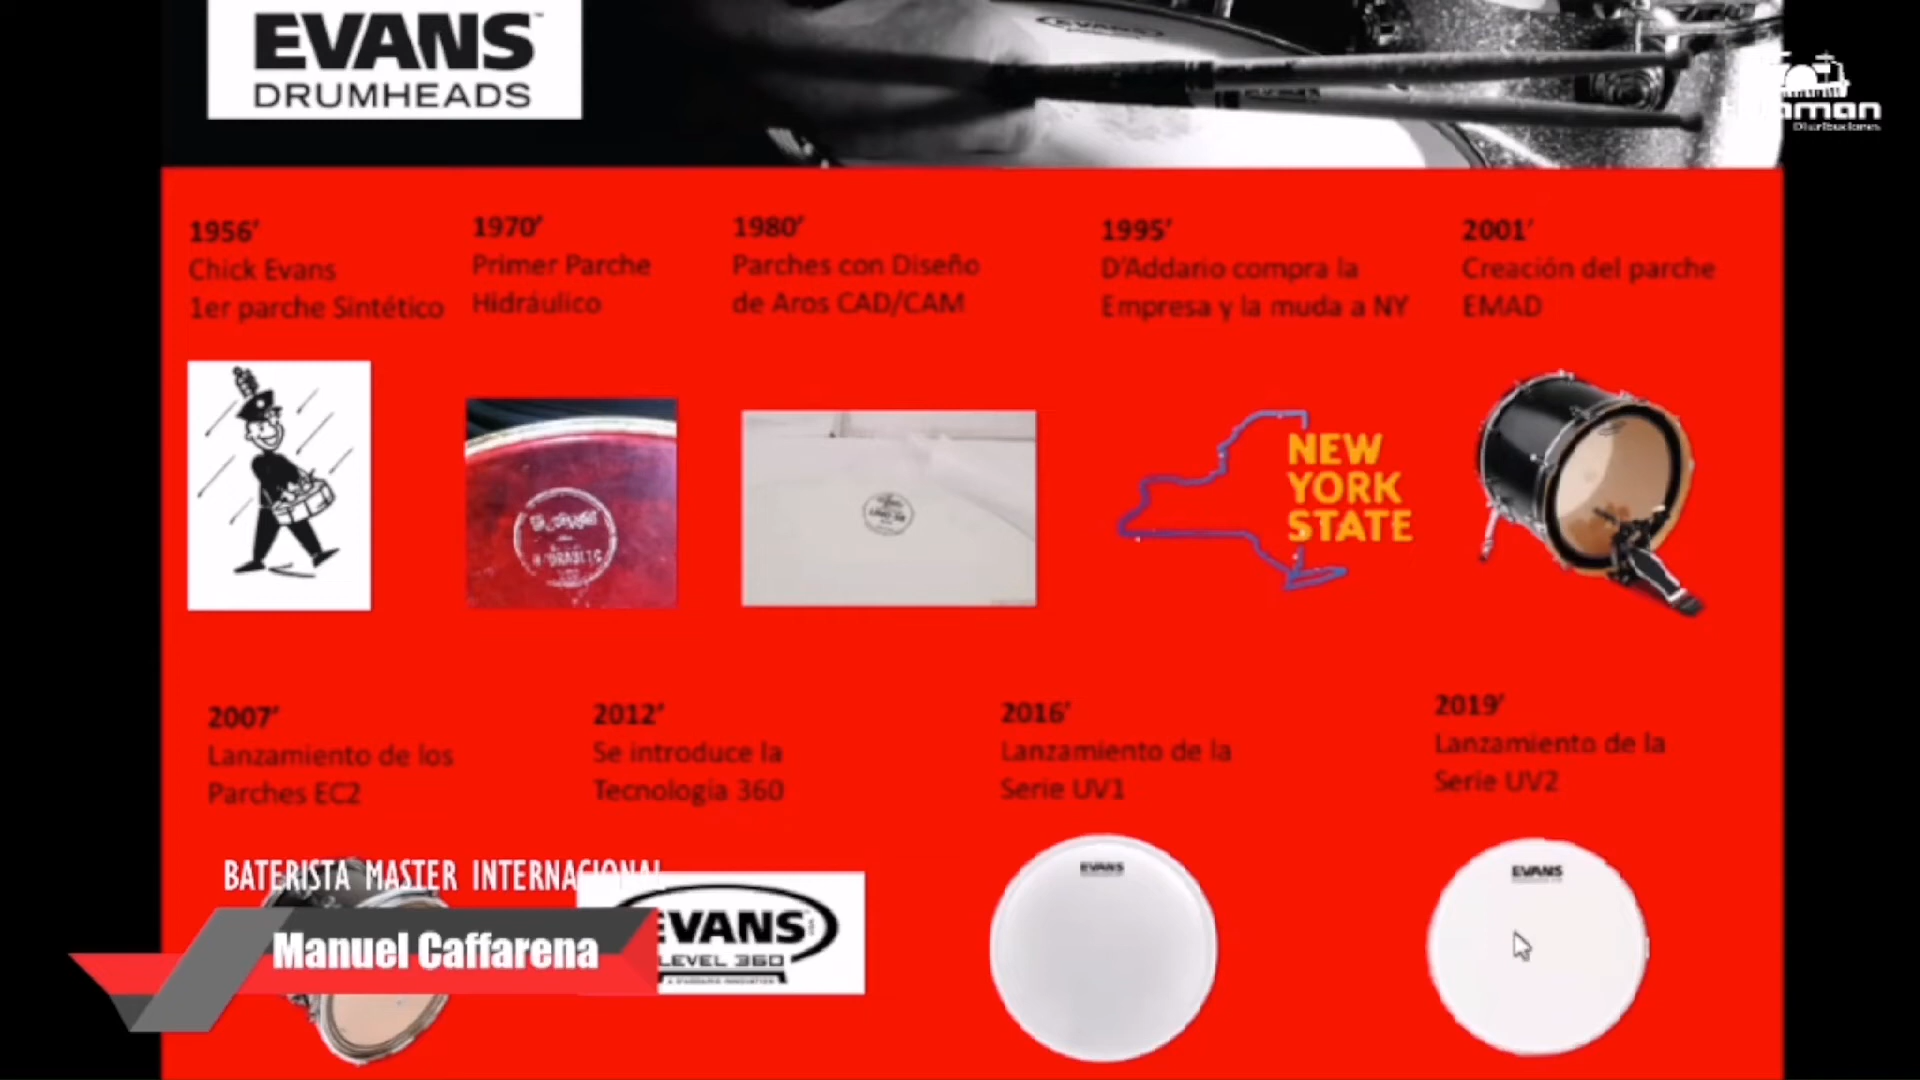 EVANS
DRUMHEADS
Distribuciones
1956'
Chick Evans
1er parche Sintético
1970'
Primer Parche
Hidráulico
1980'
Parches con Diseño
de Aros CAD/CAM
1995'
D'Addario compra la
Empresa y la muda a NY
2001'
Creación del parche
EMAD
NEW
YORK
STATE
2007'
Lanzamiento de los
Parches EC2
2012'
Se introduce la
Tecnología 360
2016'
Lanzamiento de la
Serie UV1
2019'
Lanzamiento de la
Serie UV2
BATERISTA MASTER INTERNACIONAL
Manuel Caffarena
EVANS
LEVEL 360
EVANS
EVANS